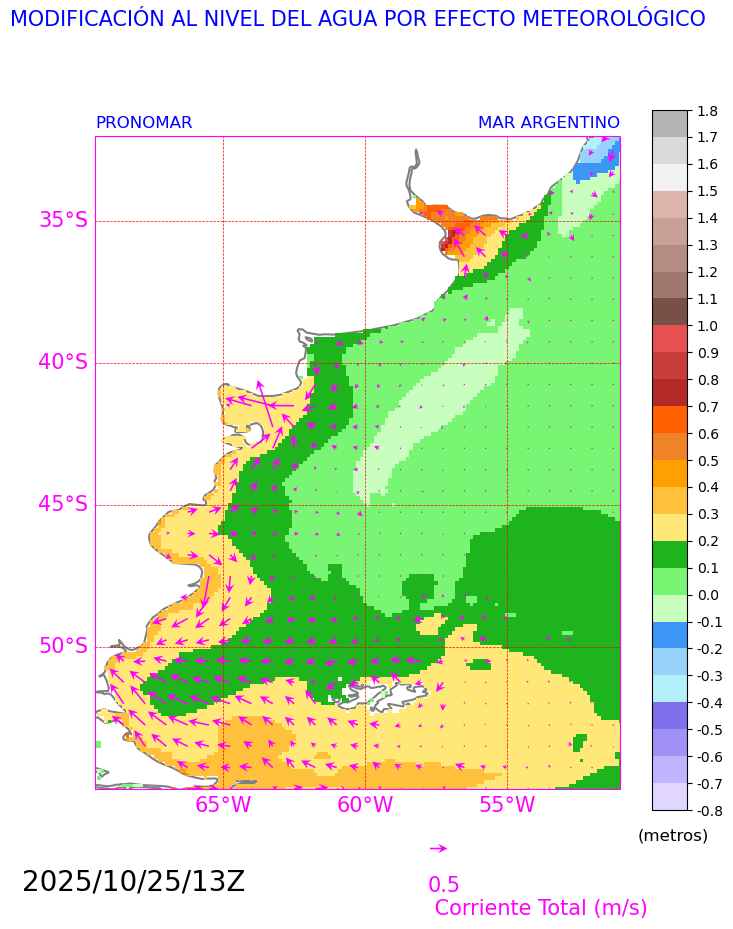 MODIFICACIÓN AL NIVEL DEL AGUA POR EFECTO METEOROLÓGICO
PRONOMAR
MAR ARGENTINO
35°S
40°S
45°S
50°S
65°W
60°W
55°W
1.8
1.7
1.6
1.5
1.4
1.3
1.2
1.1
1.0
0.9
0.8
0.7
0.6
0.5
0.4
0.3
0.2
0.1
0.0
-0.1
-0.2
-0.3
-0.4
-0.5
-0.6
-0.7
-0.8
(metros)
2025/10/25/13Z
0.5
Corriente Total (m/s)